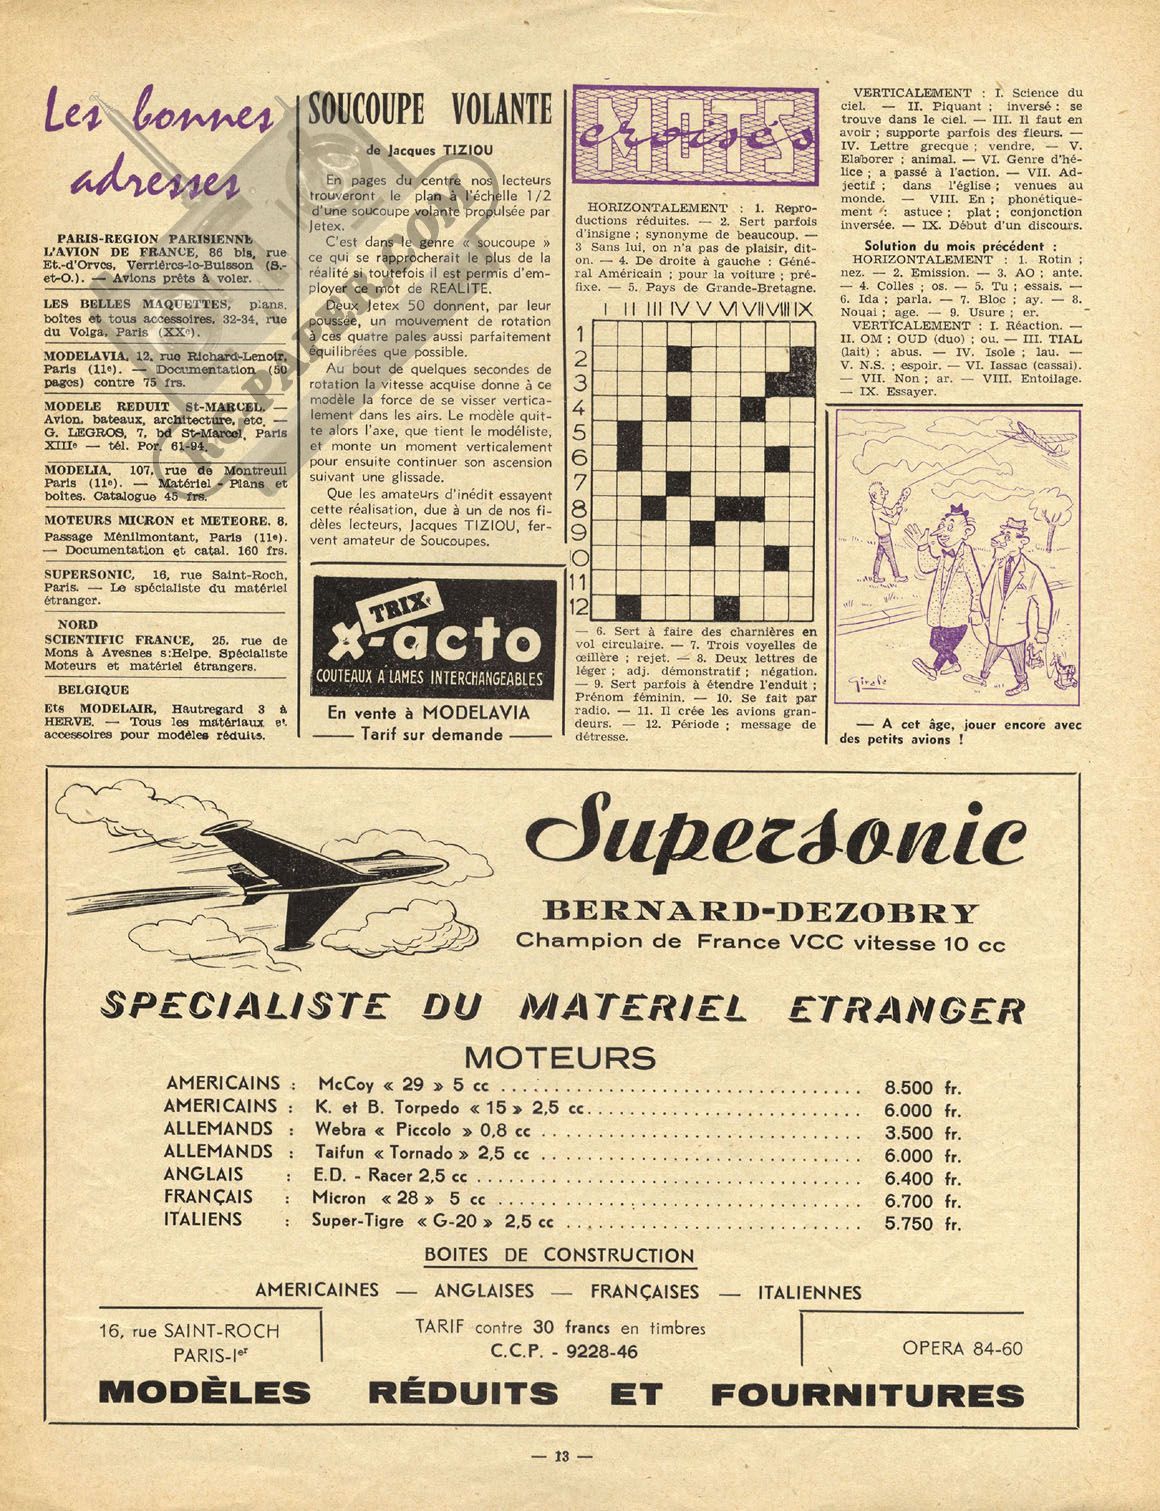 Les bonnes
adresses
PARIS-REGION PARISIENNE
L'AVION DE FRANCE, 86 bis, rue
Et.-d'Orves, Verrières-le-Buisson (S.-
et-O.). — Avions prêts à voler.
LES BELLES MAQUETTES, plans,
boîtes et tous accessoires. 32-34, rue
du Volga, Paris (XXe).
MODELAVIA, 12, rue Richard-Lenoir,
Paris (11e). — Documentation (50
pages) contre 75 frs.
MODELE REDUIT St-MARCEL. —
Avion, bateaux, architecture, etc. —
G. LEGROS, 7, bd St-Marcel, Paris
XIIIe — tél. Por. 61-94.
MODELIA, 107, rue de Montreuil
Paris (11e). — Matériel - Plans et
boîtes. Catalogue 45 frs.
MOTEURS MICRON et METEORE. 8,
Passage Ménilmontant, Paris (11e).
— Documentation et catal. 160 frs.
SUPERSONIC, 16, rue Saint-Roch,
Paris. — Le spécialiste du matériel
étranger.
NORD
SCIENTIFIC FRANCE, 25, rue de
Mons à Avesnes s:Helpe. Spécialiste
Moteurs et matériel étrangers.
BELGIQUE
Ets MODELAIR, Hautregard 3 à
HERVE. — Tous les matériaux et
accessoires pour modèles réduits.
RC-PAPER.COM
SOUCOUPE VOLANTE
de Jacques TIZIOU
En pages du centre nos lecteurs
trouveront le plan à l'échelle 1/2
d'une soucoupe volante propulsée par
Jetex.
C'est dans le genre « soucoupe »
ce qui se rapprocherait le plus de la
réalité si toutefois il est permis d'em-
ployer ce mot de REALITE.
Deux Jetex 50 donnent, par leur
poussée, un mouvement de rotation
à ces quatre pales aussi parfaitement
équilibrées que possible.
Au bout de quelques secondes de
rotation la vitesse acquise donne à ce
modèle la force de se visser vertica-
lement dans les airs. Le modèle quit-
te alors l'axe, que tient le modéliste,
et monte un moment verticalement
pour ensuite continuer son ascension
suivant une glissade.
Que les amateurs d'inédit essayent
cette réalisation, due à un de nos fi-
dèles lecteurs, Jacques TIZIOU, fer-
vent amateur de Soucoupes.
TRIX
x-acto
COUTEAUX A LAMES INTERCHANGEABLES
En vente à MODELAVIA
— Tarif sur demande —
MOTS
croisés
HORIZONTALEMENT : 1. Repro-
ductions réduites. — 2. Sert parfois
d'insigne ; synonyme de beaucoup. —
3 Sans lui, on n'a pas de plaisir, dit-
on. — 4. De droite à gauche : Géné-
ral Américain ; pour la voiture ; pré-
fixe. — 5. Pays de Grande-Bretagne.
I II III IV V VI VII VIII IX
1
2
3
4
5
6
7
8
9
10
11
12
— 6. Sert à faire des charnières en
vol circulaire. — 7. Trois voyelles de
œillère ; rejet. — 8. Deux lettres de
léger ; adj. démonstratif ; négation.
— 9. Sert parfois à étendre l'enduit ;
Prénom féminin. — 10. Se fait par
radio. — 11. Il crée les avions gran-
deurs. — 12. Période ; message de
détresse.
VERTICALEMENT : I. Science du
ciel. — II. Piquant ; inversé : se
trouve dans le ciel. — III. Il faut en
avoir ; supporte parfois des fleurs. —
IV. Lettre grecque ; vendre. — V.
Elaborer ; animal. — VI. Genre d'hé-
lice ; a passé à l'action. — VII. Ad-
jectif ; dans l'église ; venues au
monde. — VIII. En ; phonétique-
ment : astuce ; plat ; conjonction
inversée. — IX. Début d'un discours.
Solution du mois précédent :
HORIZONTALEMENT : 1. Rotin ;
nez. — 2. Emission. — 3. AO ; ante.
— 4. Colles ; os. — 5. Tu ; essais. —
6. Ida ; parla. — 7. Bloc ; ay. — 8.
Nouai ; age. — 9. Usure ; er.
VERTICALEMENT : I. Réaction. —
II. OM ; OUD (duo) ; ou. — III. TIAL
(lait) ; abus. — IV. Isole ; lau. —
V. N.S. ; espoir. — VI. Iassac (cassai).
— VII. Non ; ar. — VIII. Entoilage.
— IX. Essayer.
— A cet âge, jouer encore avec
des petits avions !
Supersonic
BERNARD-DEZOBRY
Champion de France VCC vitesse 10 cc
SPECIALISTE DU MATERIEL ETRANGER
MOTEURS
AMERICAINS : McCoy « 29 » 5 cc ........ 8.500 fr.
AMERICAINS : K. et B. Torpedo « 15 » 2,5 cc ........ 6.000 fr.
ALLEMANDS : Webra « Piccolo » 0,8 cc ........ 3.500 fr.
ALLEMANDS : Taifun « Tornado » 2,5 cc ........ 6.000 fr.
ANGLAIS : E.D. - Racer 2,5 cc ........ 6.400 fr.
FRANÇAIS : Micron « 28 » 5 cc ........ 6.700 fr.
ITALIENS : Super-Tigre « G-20 » 2,5 cc ........ 5.750 fr.
BOITES DE CONSTRUCTION
AMERICAINES — ANGLAISES — FRANÇAISES — ITALIENNES
16, rue SAINT-ROCH
PARIS-Ier
TARIF contre 30 francs en timbres
C.C.P. - 9228-46
OPERA 84-60
MODÈLES RÉDUITS ET FOURNITURES
— 13 —